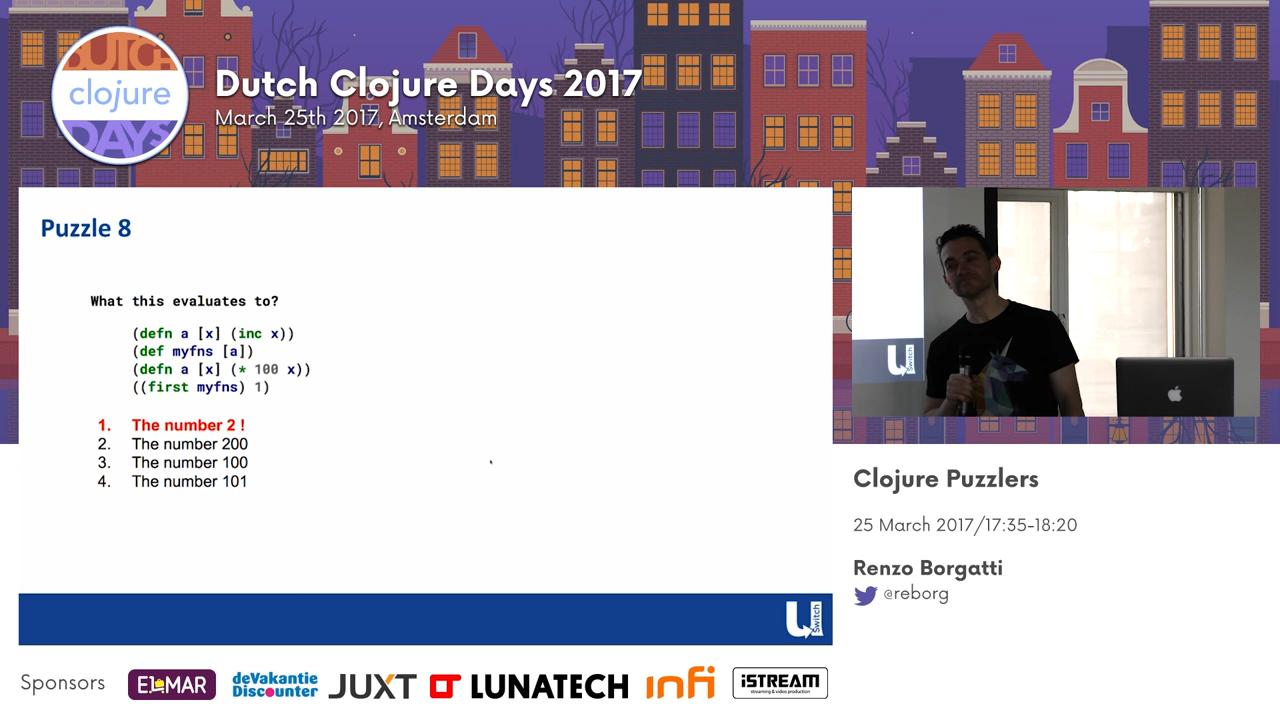 DUTCH
clojure
DAYS
Dutch Clojure Days 2017
March 25th 2017, Amsterdam
Puzzle 8
What this evaluates to?
(defn a [x] (inc x))
(def myfns [a])
(defn a [x] (* 100 x))
((first myfns) 1)
1. The number 2 !
2. The number 200
3. The number 100
4. The number 101
U Switch
U Switch
Clojure Puzzlers
25 March 2017/17:35-18:20
Renzo Borgatti
@reborg
Sponsors
ELMAR
deVakantie
Discounter
JUXT
LUNATECH
infi
iSTREAM
streaming & video production